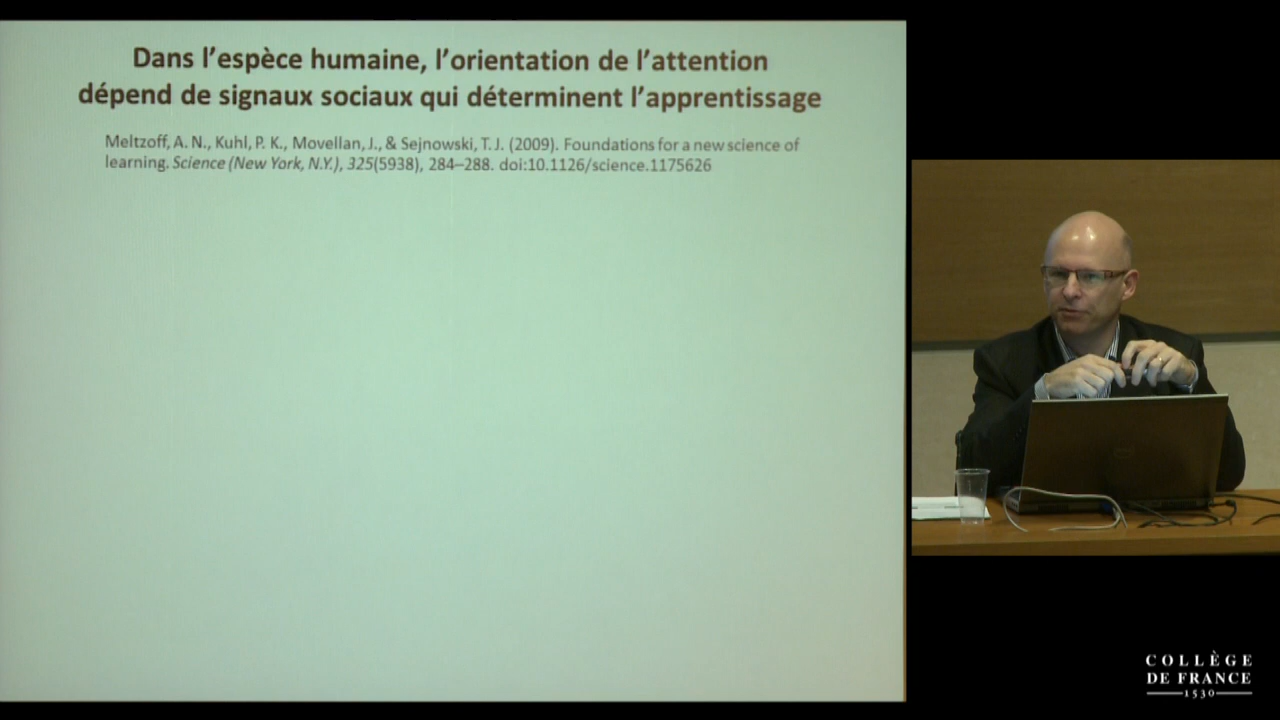 Dans l’espèce humaine, l’orientation de l’attention
dépend de signaux sociaux qui déterminent l’apprentissage
Meltzoff, A. N., Kuhl, P. K., Movellan, J., & Sejnowski, T. J. (2009). Foundations for a new science of
learning. Science (New York, N.Y.), 325(5938), 284–288. doi:10.1126/science.1175626
COLLÈGE
DE FRANCE
1530